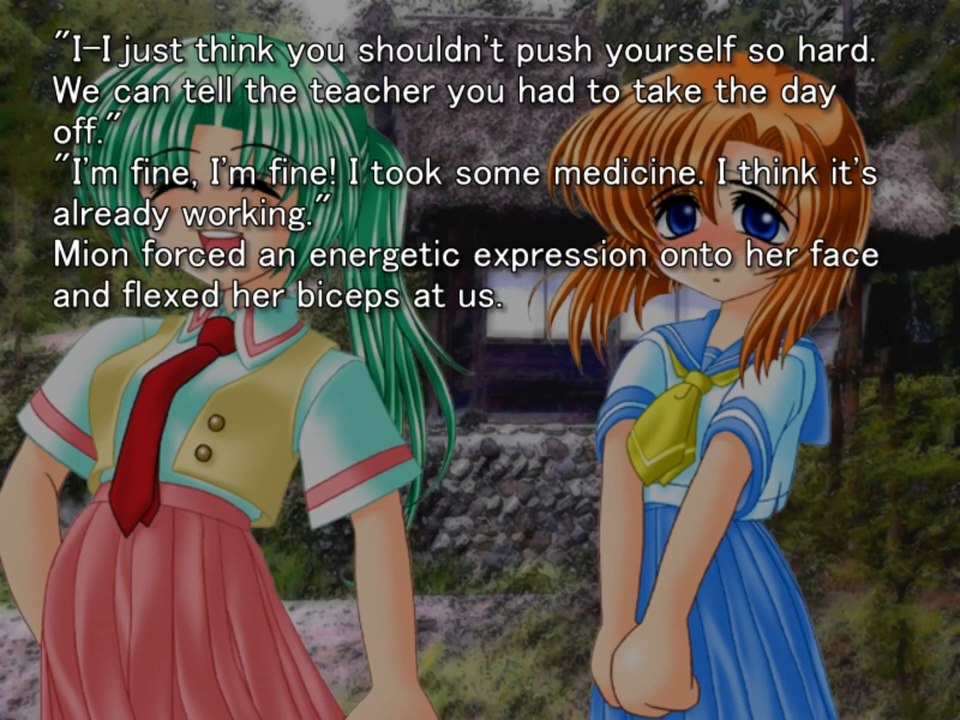 "I-I just think you shouldn't push yourself so hard.
We can tell the teacher you had to take the day
off."
"I'm fine, I'm fine! I took some medicine. I think it's
already working."
Mion forced an energetic expression onto her face
and flexed her biceps at us.